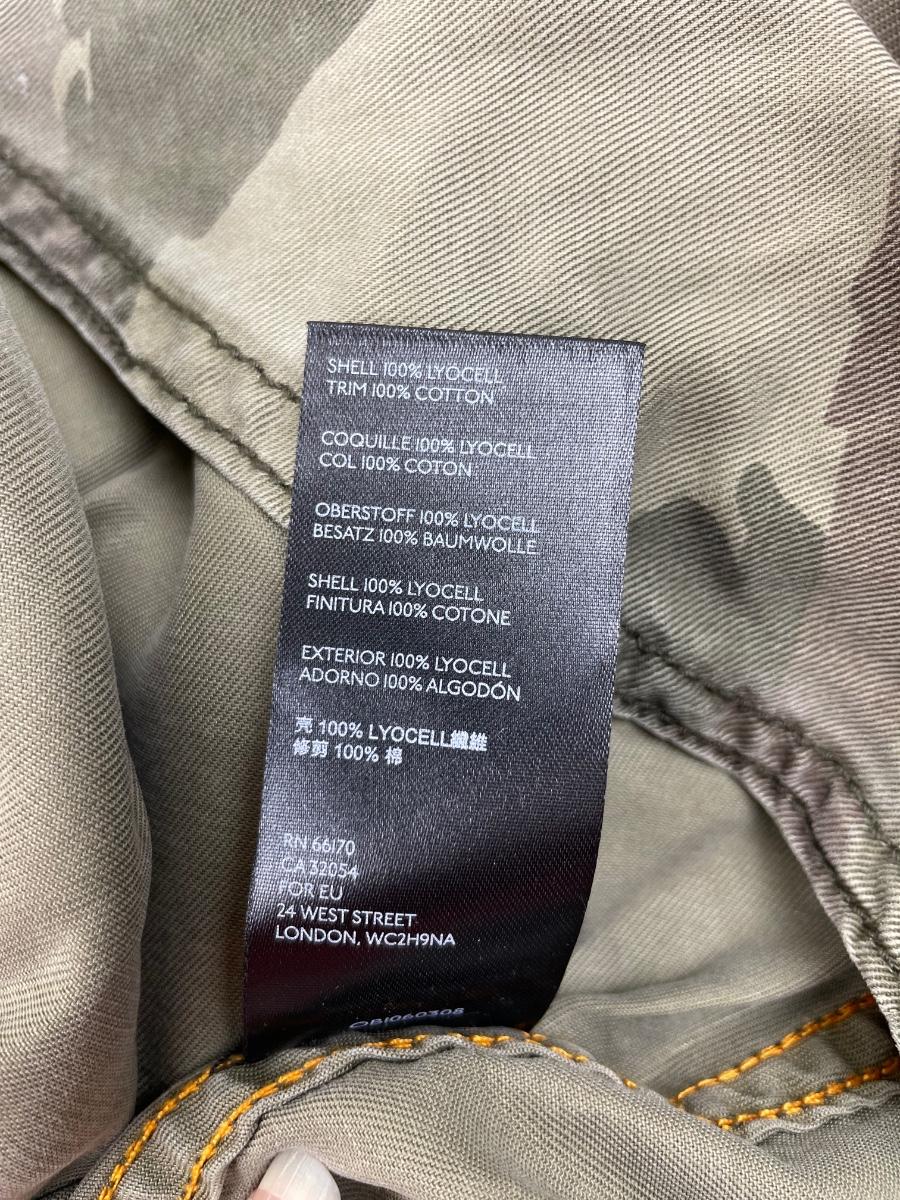 SHELL 100% LYOCELL
TRIM 100% COTTON
COQUILLE 100% LYOCELL
COL 100% COTON
OBERSTOFF 100% LYOCELL
BESATZ 100% BAUMWOLLE
SHELL 100% LYOCELL
FINITURA 100% COTONE
EXTERIOR 100% LYOCELL
ADORNO 100% ALGODÓN
壳 100% LYOCELL纖維
修剪 100% 棉
RN 66170
CA 32054
FOR EU
24 WEST STREET
LONDON, WC2H9NA